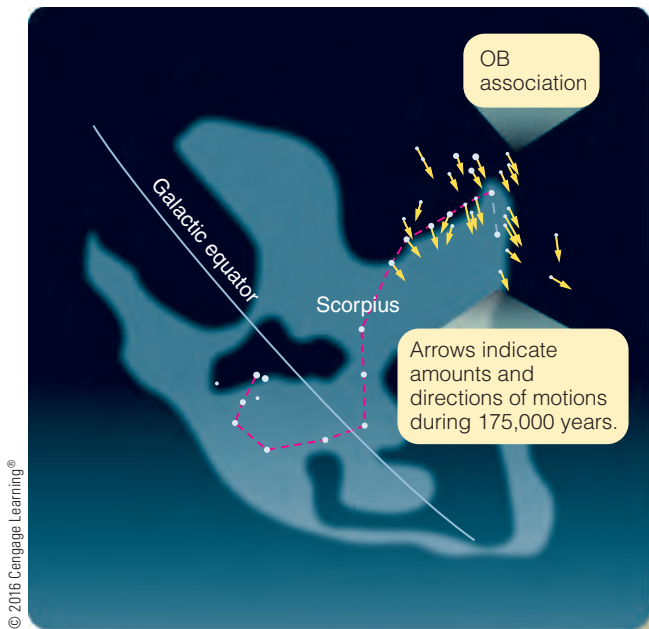 OB
association
Galactic equator
Scorpius
Arrows indicate
amounts and
directions of motions
during 175,000 years.
© 2016 Cengage Learning®